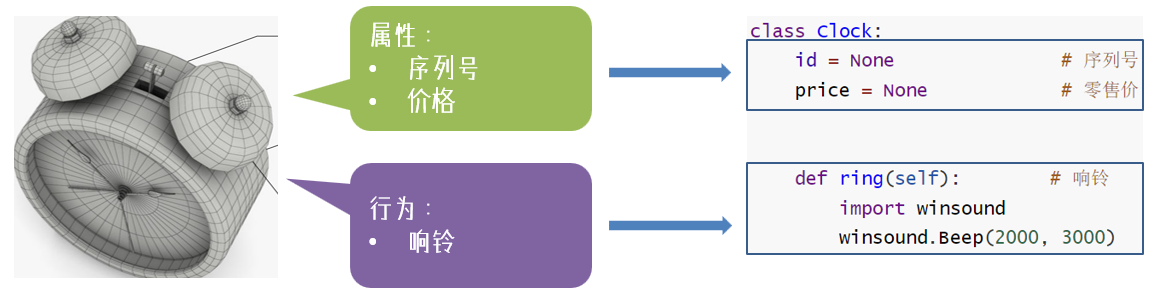 属性：
• 序列号
• 价格
行为：
• 响铃
class Clock:
id = None # 序列号
price = None # 零售价
def ring(self): # 响铃
import winsound
winsound.Beep(2000, 3000)